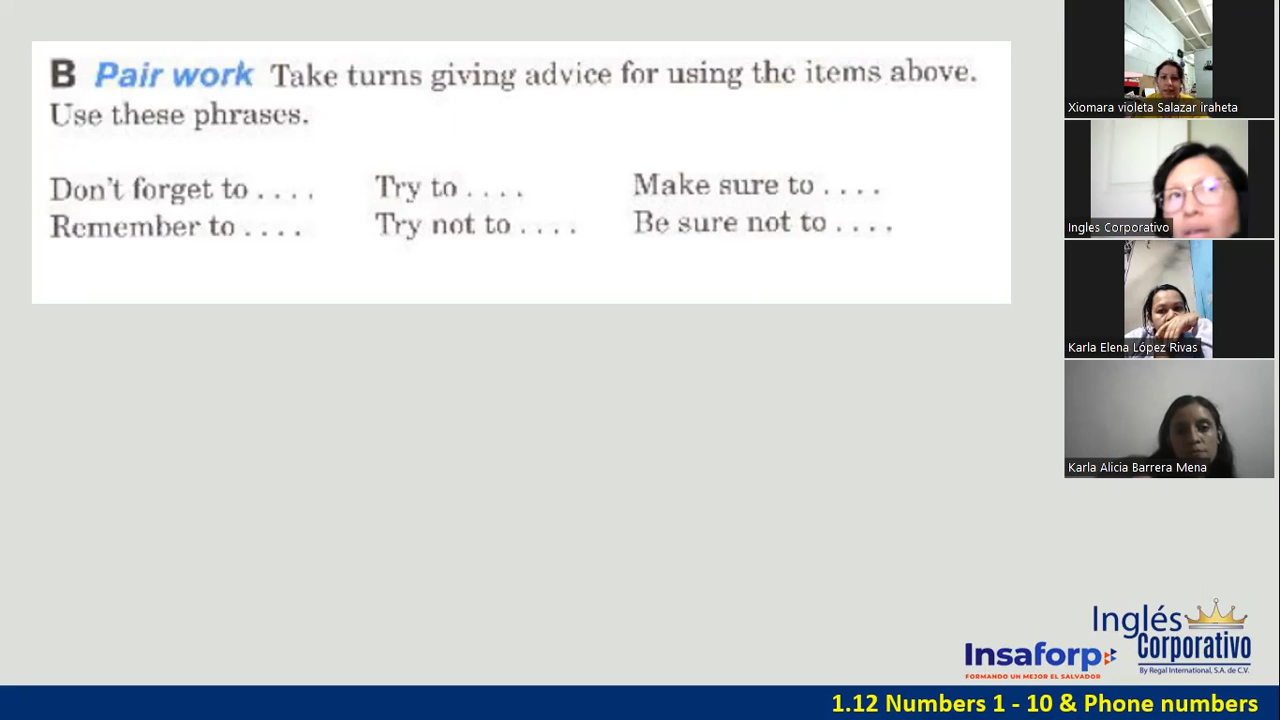 B Pair work Take turns giving advice for using the items above.
Use these phrases.
Don't forget to . . . . Try to . . . . Make sure to . . . .
Remember to . . . . Try not to . . . . Be sure not to . . . .
Xiomara violeta Salazar iraheta
Ingles Corporativo
Karla Elena López Rivas
Karla Alicia Barrera Mena
Inglés
Corporativo
By Regal International, S.A. de C.V.
Insaforp
FORMANDO UN MEJOR EL SALVADOR
1.12 Numbers 1 - 10 & Phone numbers